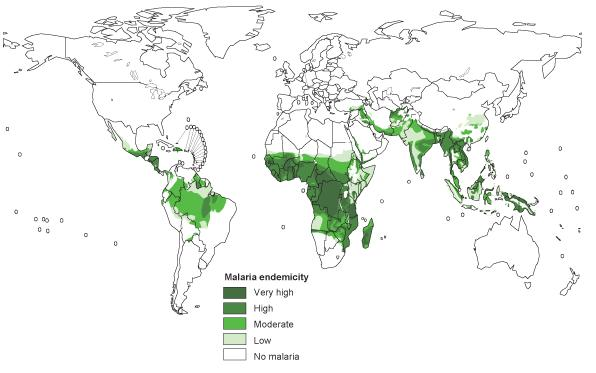 Malaria endemicity
Very high
High
Moderate
Low
No malaria